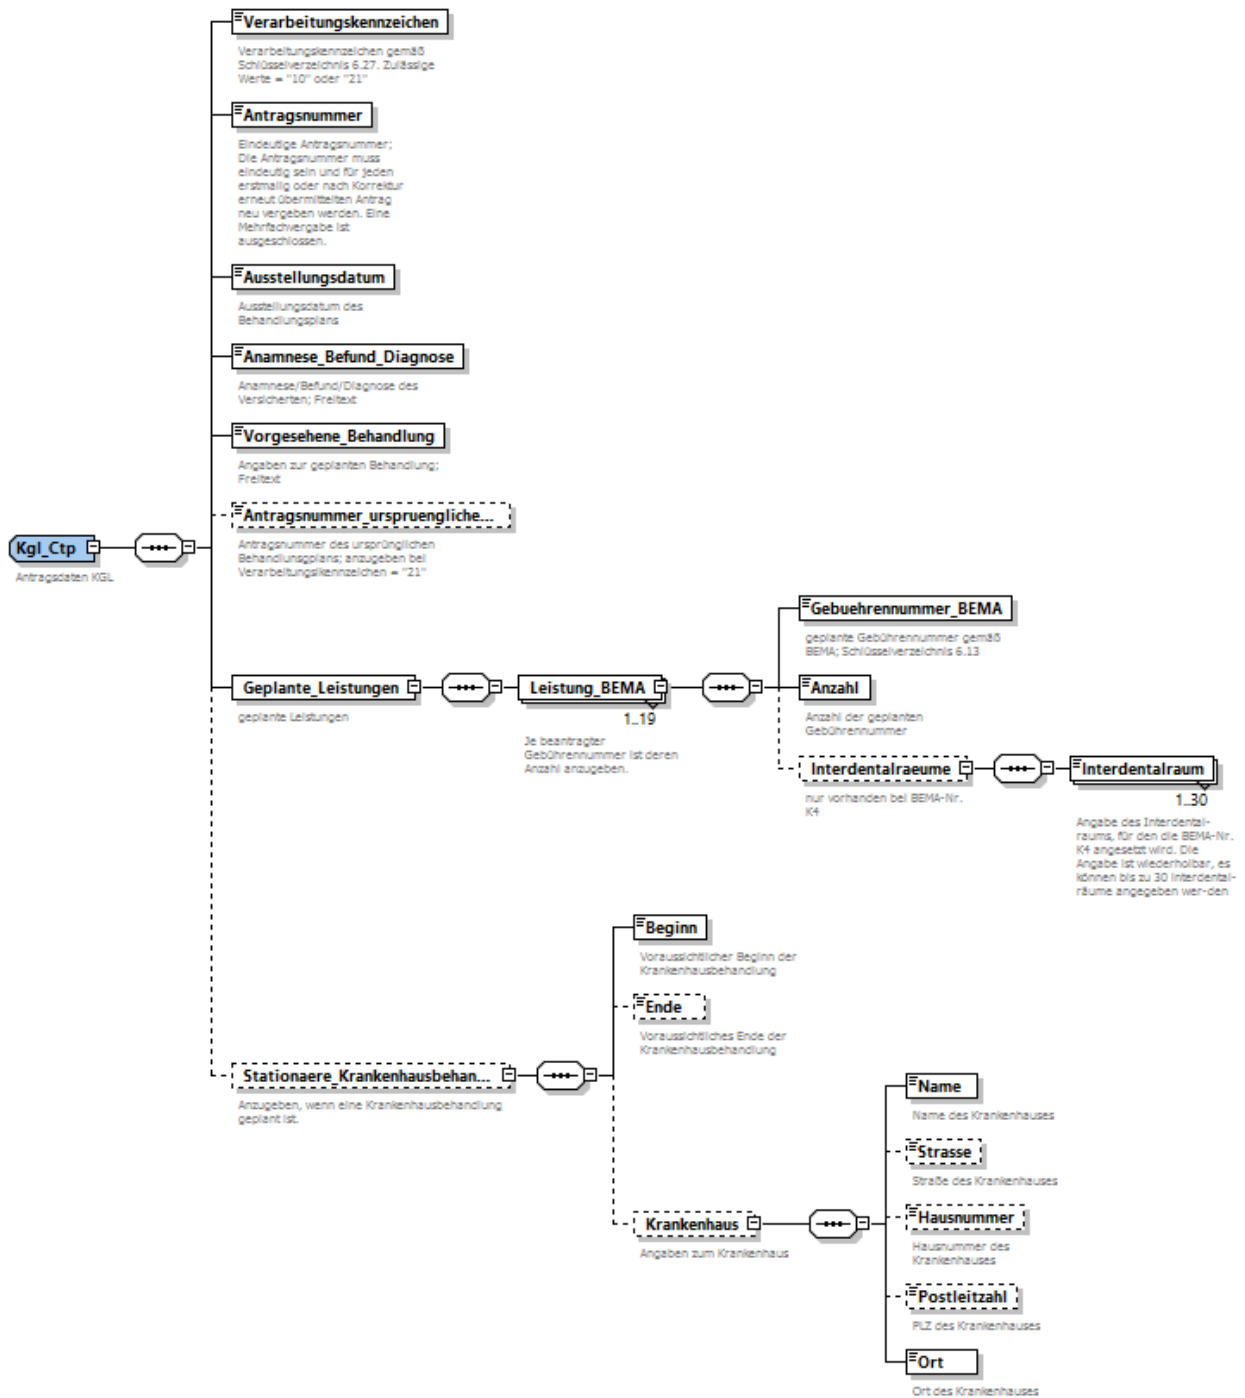 Verarbeitungskennzeichen
Verarbeitungskennzeichen gemäß
Schlüsselverzeichnis 6.27. Zulässige
Werte = "10" oder "21"
Antragsnummer
Eindeutige Antragsnummer;
Die Antragsnummer muss
eindeutig sein und für jeden
erstmalig oder nach Korrektur
erneut übermittelten Antrag
neu vergeben werden. Eine
Mehrfachvergabe ist
ausgeschlossen.
Ausstellungsdatum
Ausstellungsdatum des
Behandlungsplans
Anamnese_Befund_Diagnose
Anamnese/Befund/Diagnose des
Versicherten; Freitext
Vorgesehene_Behandlung
Angaben zur geplanten Behandlung;
Freitext
Antragsnummer_urspruengliche...
Antragsnummer des ursprünglichen
Behandlunsgplans; anzugeben bei
Verarbeitungslkennzeichen = "21"
Kgl_Ctp
Antragsdaten KGL
Geplante_Leistungen
geplante Leistungen
Leistung_BEMA
1..19
Je beantragter
Gebührennummer ist deren
Anzahl anzugeben.
Gebuehrennummer_BEMA
geplante Gebührennummer gemäß
BEMA; Schlüsselverzeichnis 6.13
Anzahl
Anzahl der geplanten
Gebührennummer
Interdentalraeume
nur vorhanden bei BEMA-Nr.
K4
Interdentalraum
1..30
Angabe des Interdental-
raums, für den die BEMA-Nr.
K4 angesetzt wird. Die
Angabe ist wiederholbar, es
können bis zu 30 Interdental-
räume angegeben wer-den
Stationaere_Krankenhausbehan...
Anzugeben, wenn eine Krankenhausbehandlung
geplant ist.
Beginn
Voraussichtlicher Beginn der
Krankenhausbehandlung
Ende
Voraussichtliches Ende der
Krankenhausbehandlung
Krankenhaus
Angaben zum Krankenhaus
Name
Name des Krankenhauses
Strasse
Straße des Krankenhauses
Hausnummer
Hausnummer des
Krankenhauses
Postleitzahl
PLZ des Krankenhauses
Ort
Ort des Krankenhauses